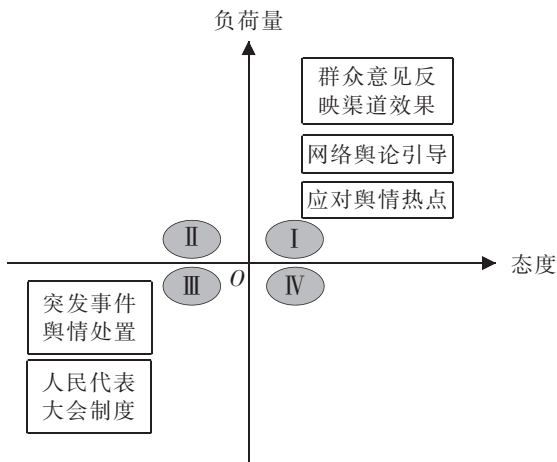 负荷量
群众意见反
映渠道效果
网络舆论引导
应对舆情热点
Ⅱ
Ⅰ
态度
O
Ⅲ
Ⅳ
突发事件
舆情处置
人民代表
大会制度